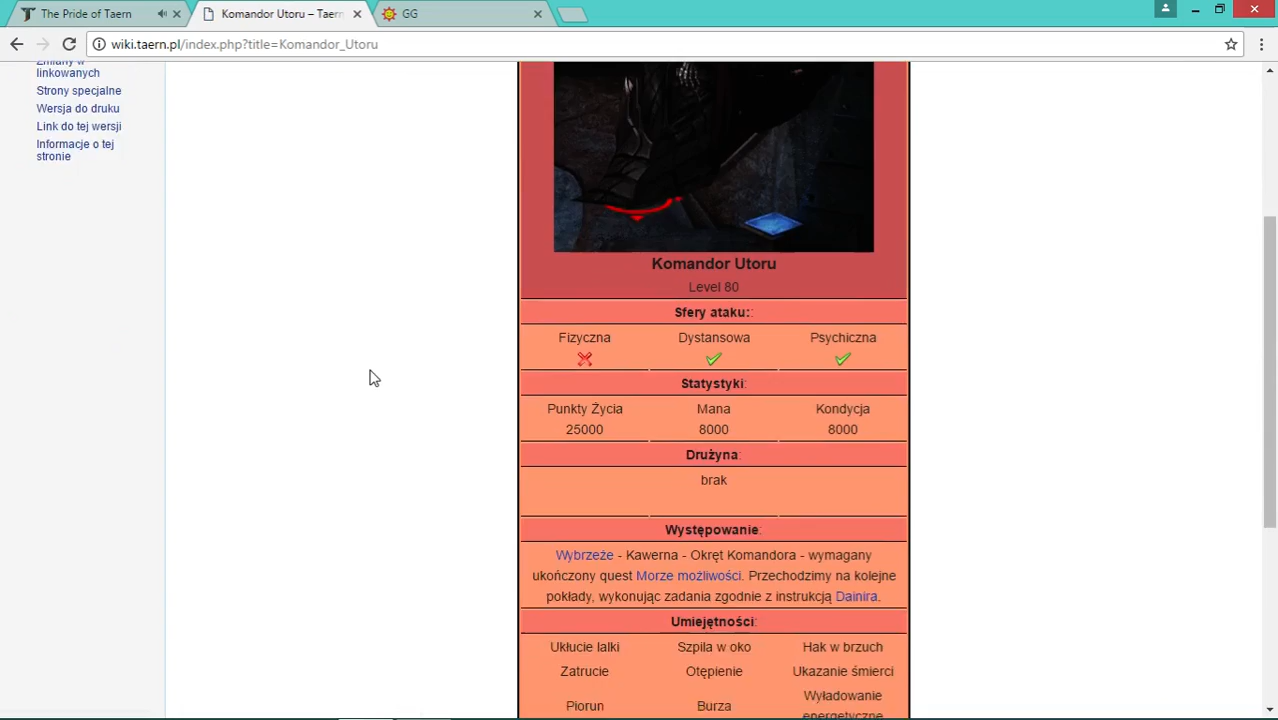 The Pride of Taern
Komandor Utoru – Taern
GG
wiki.taern.pl/index.php?title=Komandor_Utoru
Zmiany w
linkowanych
Strony specjalne
Wersja do druku
Link do tej wersji
Informacje o tej
stronie
Komandor Utoru
Level 80
Sfery ataku::
Fizyczna Dystansowa Psychiczna
Statystyki:
Punkty Życia Mana Kondycja
25000 8000 8000
Drużyna:
brak
Występowanie:
Wybrzeże - Kawerna - Okręt Komandora - wymagany
ukończony quest Morze możliwości. Przechodzimy na kolejne
pokłady, wykonując zadania zgodnie z instrukcją Dainira.
Umiejętności:
Ukłucie lalki Szpila w oko Hak w brzuch
Zatrucie Otępienie Ukazanie śmierci
Piorun Burza Wyładowanie
energetyczne